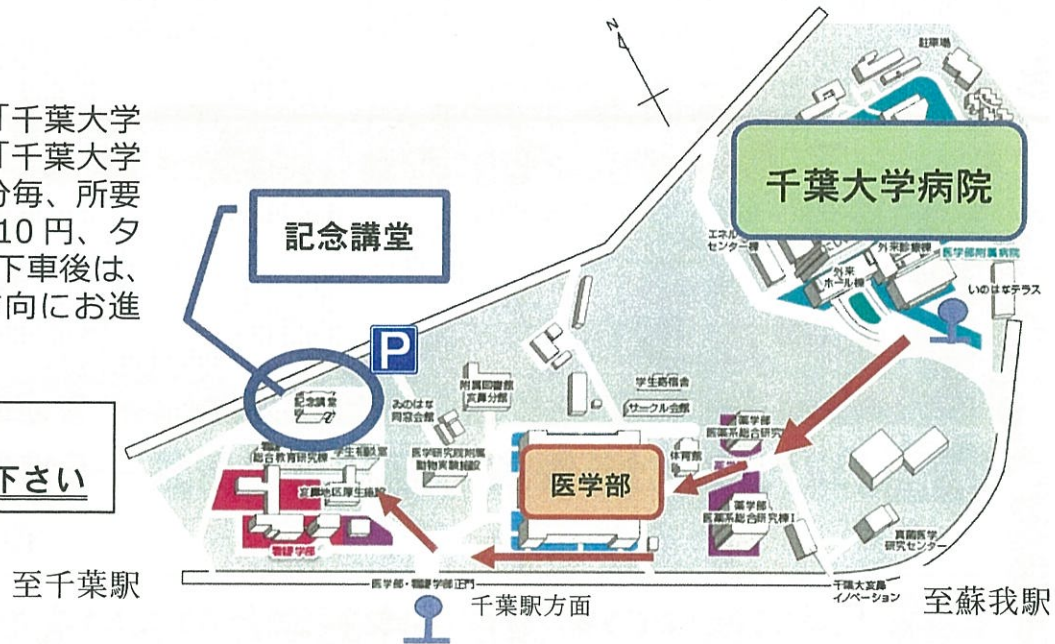 「千葉大学
「千葉大学
分毎、所要
10 円、タ
下車後は、
方向にお進
下さい
至千葉駅
N
駐車場
千葉大学病院
センター棟
外来診療棟
医学部附属病院
外来
ホール棟
いのはなテラス
記念講堂
P
記念講堂
附属図書館
亥鼻分館
ゐのはな
同窓会館
学生寄宿舎
サークル会館
薬学部
医薬系総合研究
体育館
総合教育研究棟
学生相談室
医学研究院附属
動物実験施設
医学部
亥鼻地区厚生施設
薬学部
医薬系総合研究棟I
看護学部
真菌医学
研究センター
医学部・看護学部正門
千葉駅方面
千葉大亥鼻
イノベーション
至蘇我駅